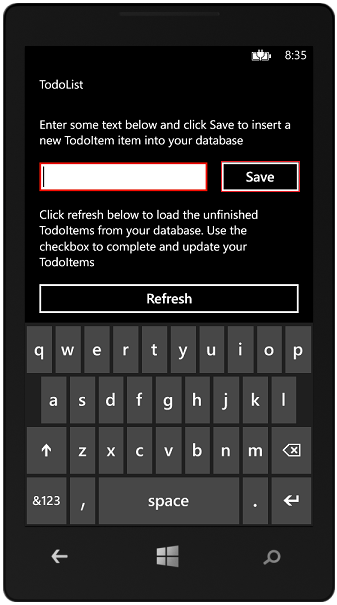 8:35
TodoList
Enter some text below and click Save to insert a
new TodoItem item into your database
Save
Click refresh below to load the unfinished
TodoItems from your database. Use the
checkbox to complete and update your
TodoItems
Refresh
q w e r t y u i o p
a s d f g h j k l
z x c v b n m
&123 , space .